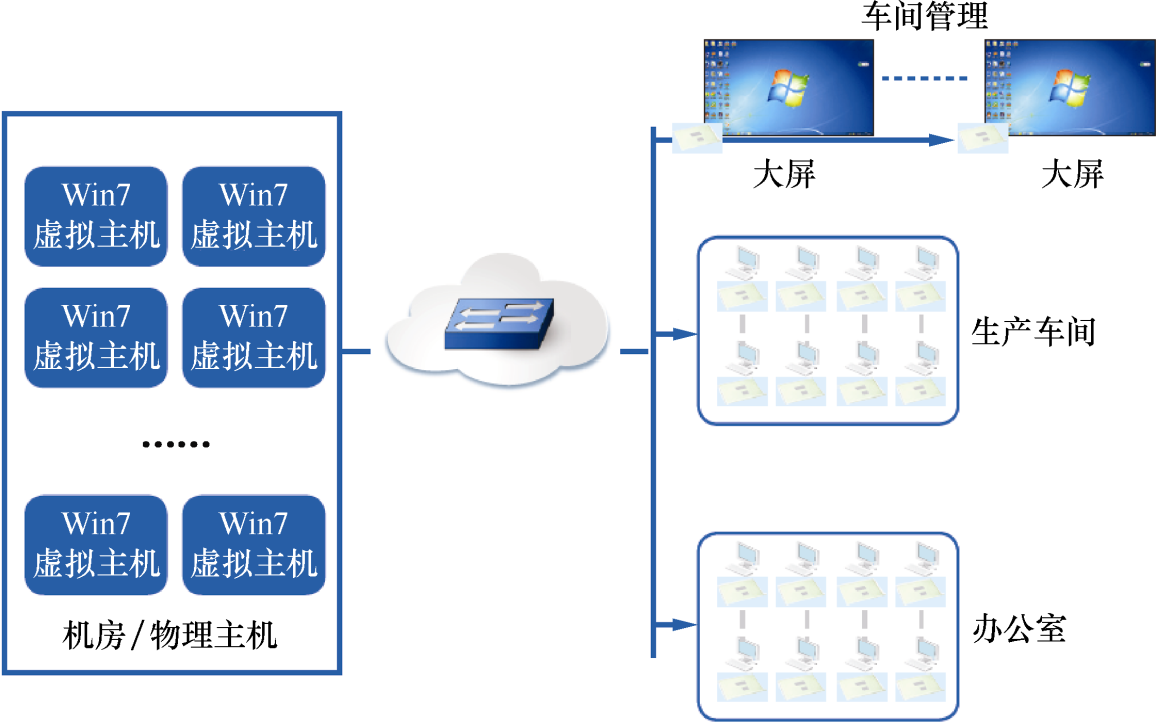 车间管理
大屏
大屏
Win7
虚拟主机
Win7
虚拟主机
Win7
虚拟主机
Win7
虚拟主机
······
Win7
虚拟主机
Win7
虚拟主机
机房/物理主机
生产车间
办公室